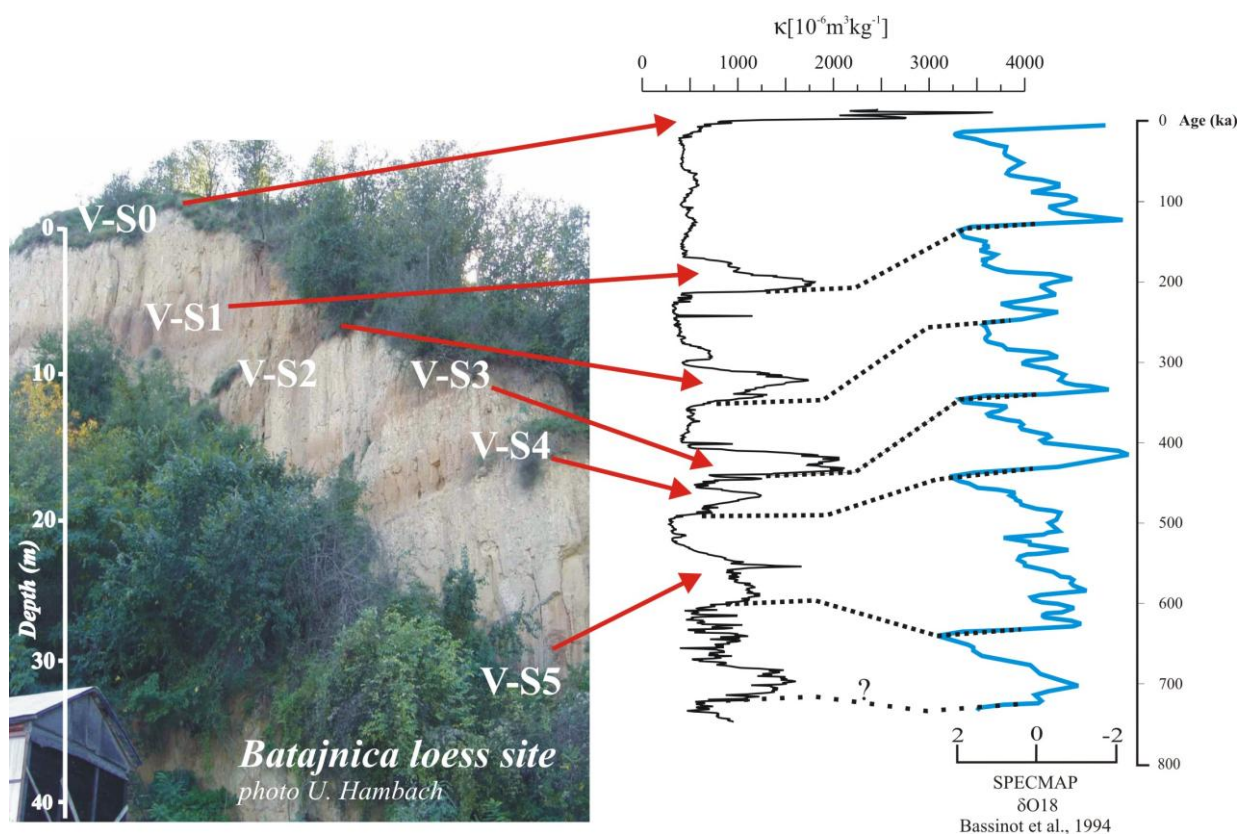 κ[10⁻⁶m³kg⁻¹]
0 1000 2000 3000 4000
0 Age (ka)
100
200
300
400
500
600
700
800
V-S0
V-S1
V-S2
V-S3
V-S4
V-S5
0
10
20
30
40
Depth (m)
?
Batajnica loess site
photo U. Hambach
2 0 -2
SPECMAP
δO18
Bassinot et al., 1994